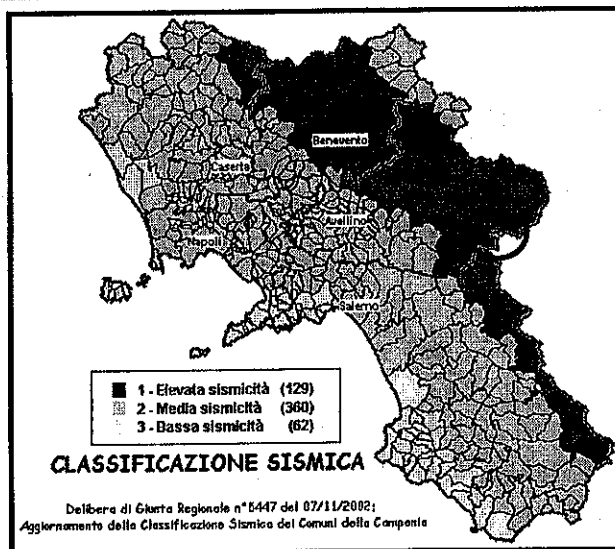 Benevento
Caserta
Avellino
Napoli
Salerno
1 - Elevata sismicità (129)
2 - Media sismicità (360)
3 - Bassa sismicità (62)
CLASSIFICAZIONE SISMICA
Delibera di Giunta Regionale n°5447 del 07/11/2002;
Aggiornamento della Classificazione Sismica dei Comuni della Campania